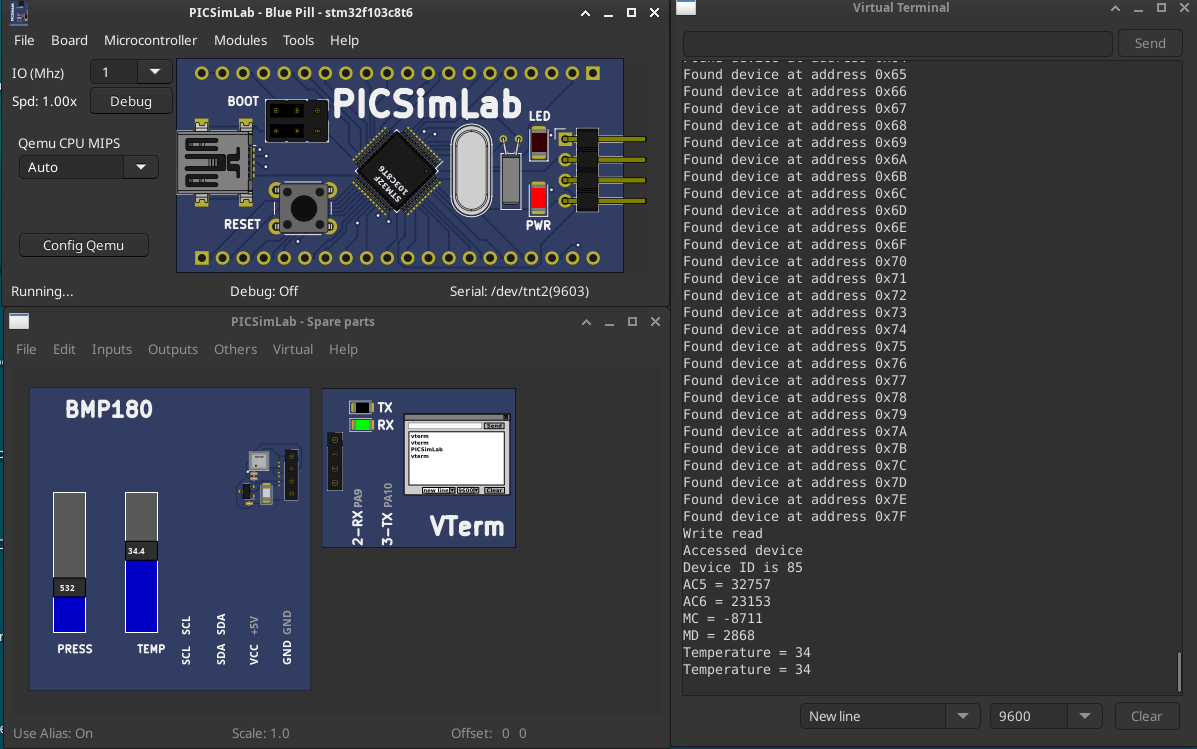 PICSimLab - Blue Pill - stm32f103c8t6
File Board Microcontroller Modules Tools Help
IO (Mhz) 1
Spd: 1.00x Debug
Qemu CPU MIPS
Auto
Config Qemu
BOOT
PICSimLab
LED
STM32F
103C8T6
RESET
PWR
Running... Debug: Off Serial: /dev/tnt2(9603)
PICSimLab - Spare parts
File Edit Inputs Outputs Others Virtual Help
BMP180
34.4
532
PRESS TEMP
SCL SCL
SDA SDA
VCC +5V
GND GND
TX
RX
Send
vterm
vterm
PICSimLab
vterm
new line 9600 Clear
2-RX PA9
3-TX PA10
VTerm
Use Alias: On Scale: 1.0 Offset: 0 0
Virtual Terminal
Send
Found device at address 0x65
Found device at address 0x66
Found device at address 0x67
Found device at address 0x68
Found device at address 0x69
Found device at address 0x6A
Found device at address 0x6B
Found device at address 0x6C
Found device at address 0x6D
Found device at address 0x6E
Found device at address 0x6F
Found device at address 0x70
Found device at address 0x71
Found device at address 0x72
Found device at address 0x73
Found device at address 0x74
Found device at address 0x75
Found device at address 0x76
Found device at address 0x77
Found device at address 0x78
Found device at address 0x79
Found device at address 0x7A
Found device at address 0x7B
Found device at address 0x7C
Found device at address 0x7D
Found device at address 0x7E
Found device at address 0x7F
Write read
Accessed device
Device ID is 85
AC5 = 32757
AC6 = 23153
MC = -8711
MD = 2868
Temperature = 34
Temperature = 34
New line 9600 Clear